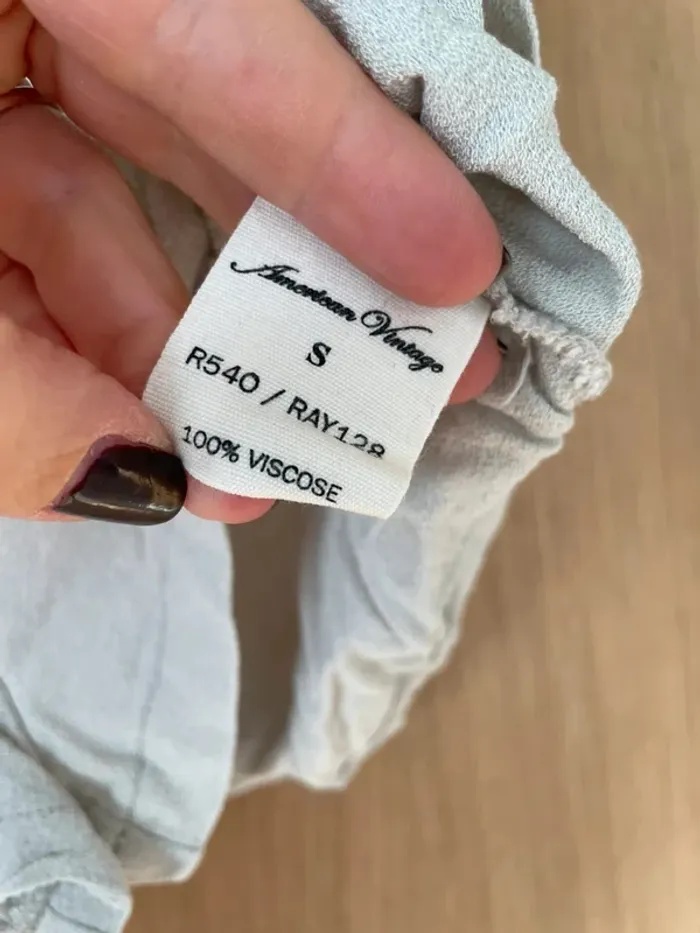 American Vintage
S
R540 / RAY128
100% VISCOSE